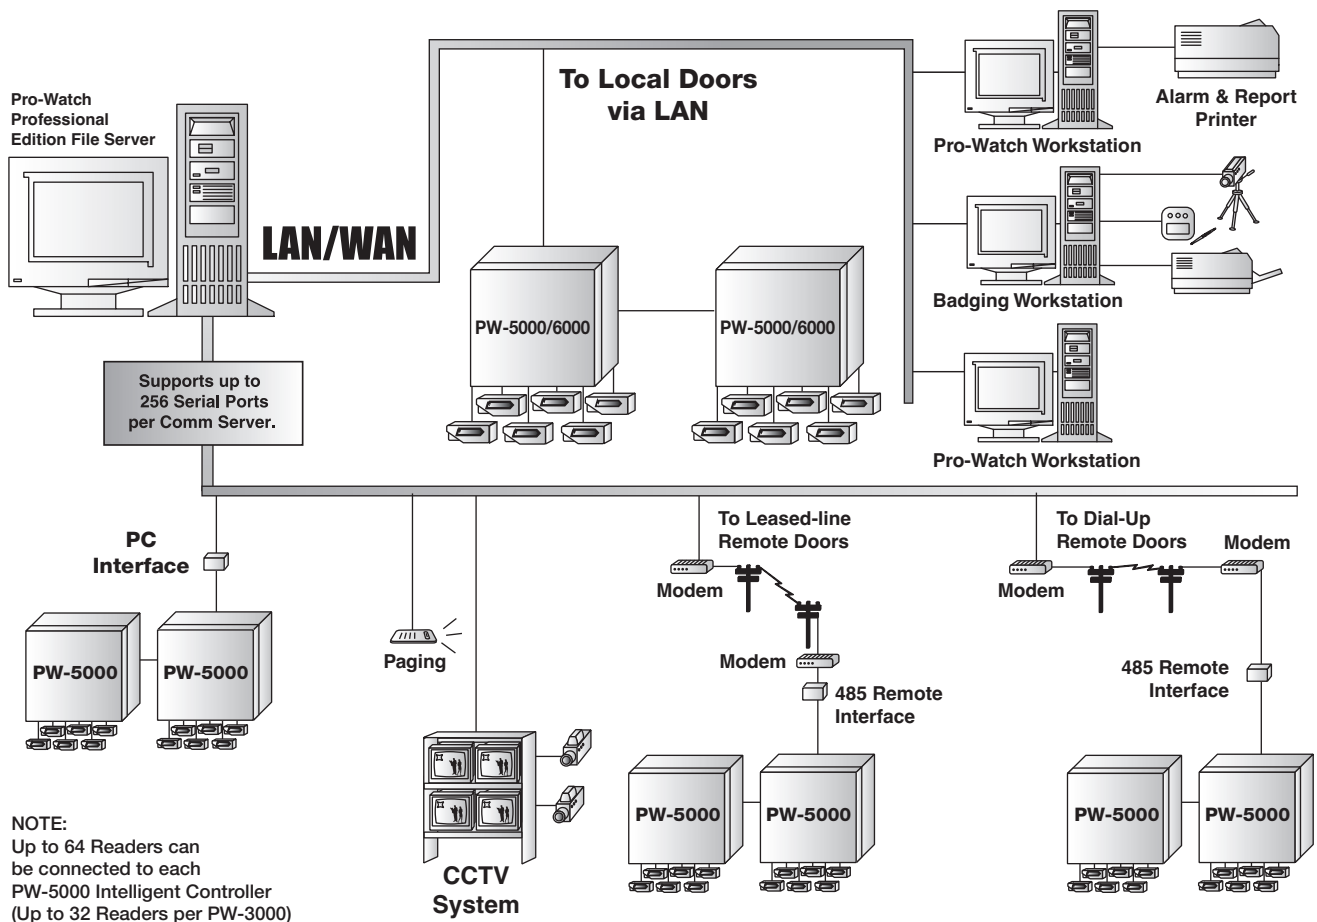 Pro-Watch
Professional
Edition File Server
LAN/WAN
To Local Doors
via LAN
Alarm & Report
Printer
Pro-Watch Workstation
Badging Workstation
Pro-Watch Workstation
PW-5000/6000
PW-5000/6000
Supports up to
256 Serial Ports
per Comm Server.
PC
Interface
PW-5000
PW-5000
Paging
CCTV
System
To Leased-line
Remote Doors
Modem
Modem
485 Remote
Interface
PW-5000
PW-5000
To Dial-Up
Remote Doors
Modem
Modem
485 Remote
Interface
PW-5000
PW-5000
NOTE:
Up to 64 Readers can
be connected to each
PW-5000 Intelligent Controller
(Up to 32 Readers per PW-3000)